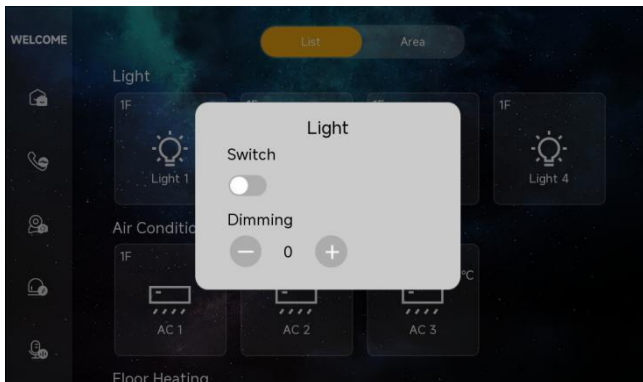 WELCOME
List
Area
Light
1F
1F
Light 1
Light 4
Light
Switch
Dimming
0
Air Conditio
1F
°C
AC 1
AC 2
AC 3
Floor Heating